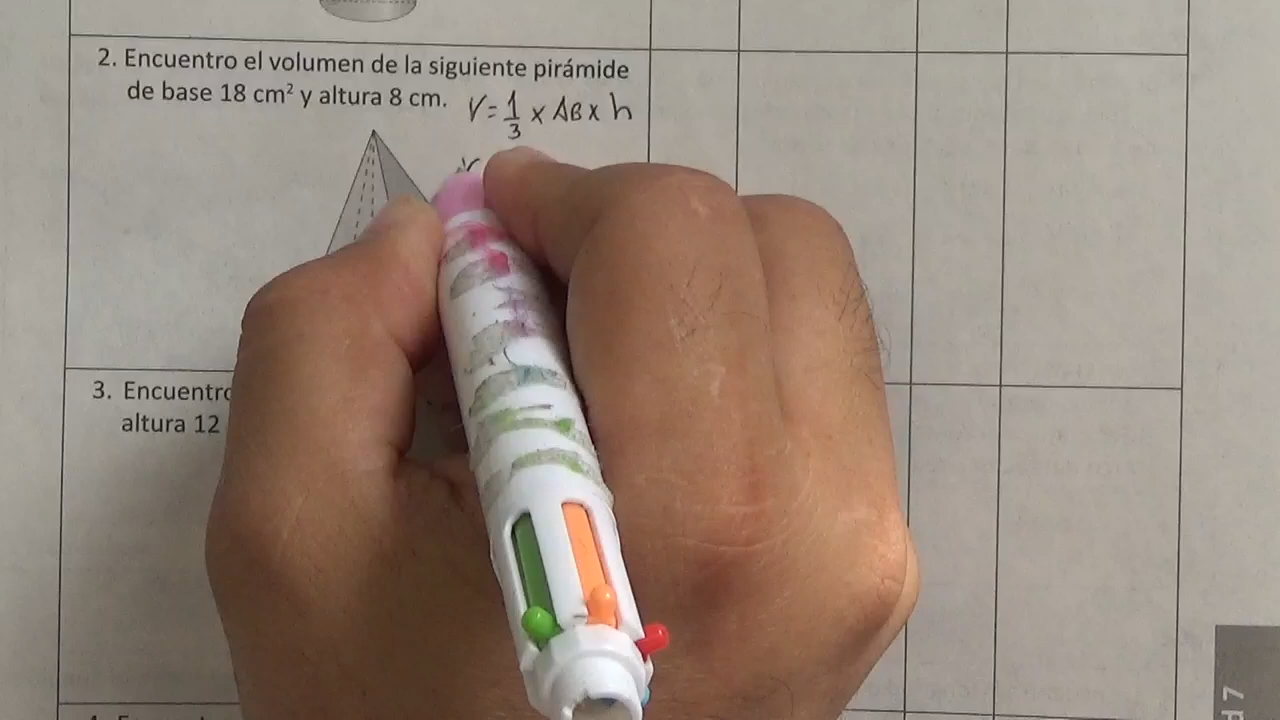 2. Encuentro el volumen de la siguiente pirámide
de base 18 cm² y altura 8 cm.
V = 1/3 x AB x h
V
3. Encuentro
altura 12
d 7